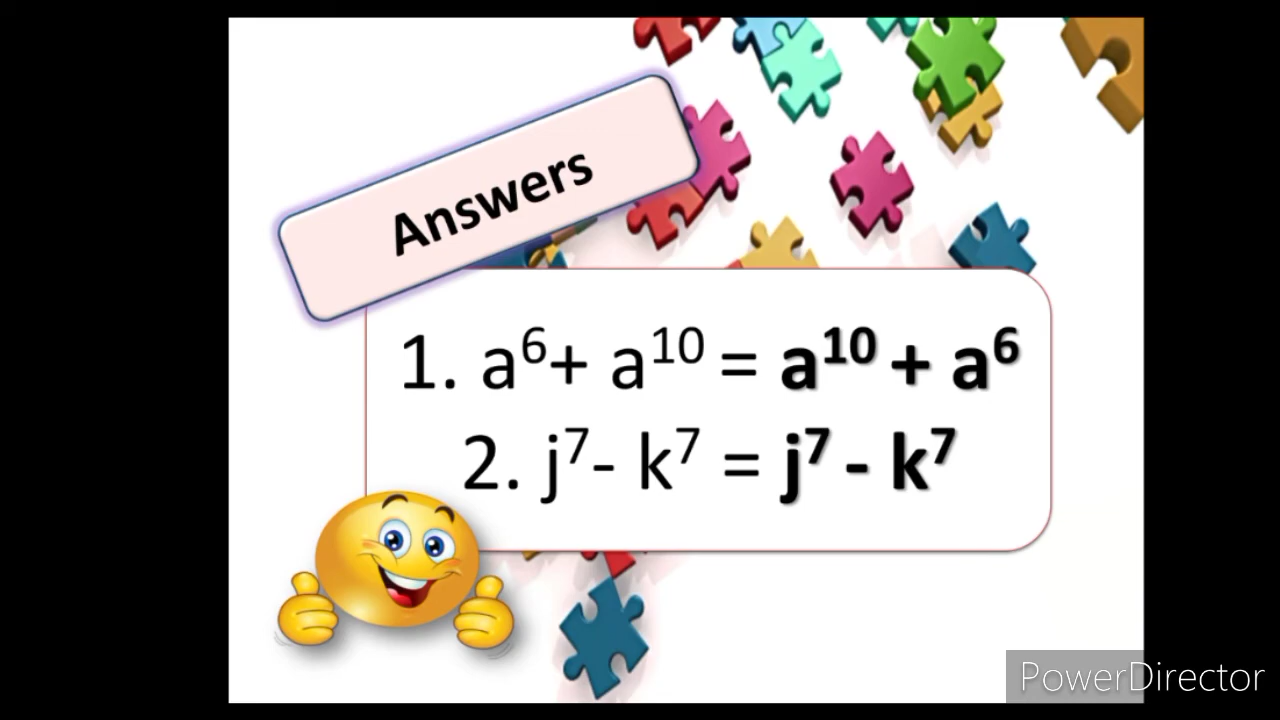 Answers
1. a⁶+ a¹⁰ = a¹⁰ + a⁶
2. j⁷- k⁷ = j⁷ - k⁷
PowerDirector